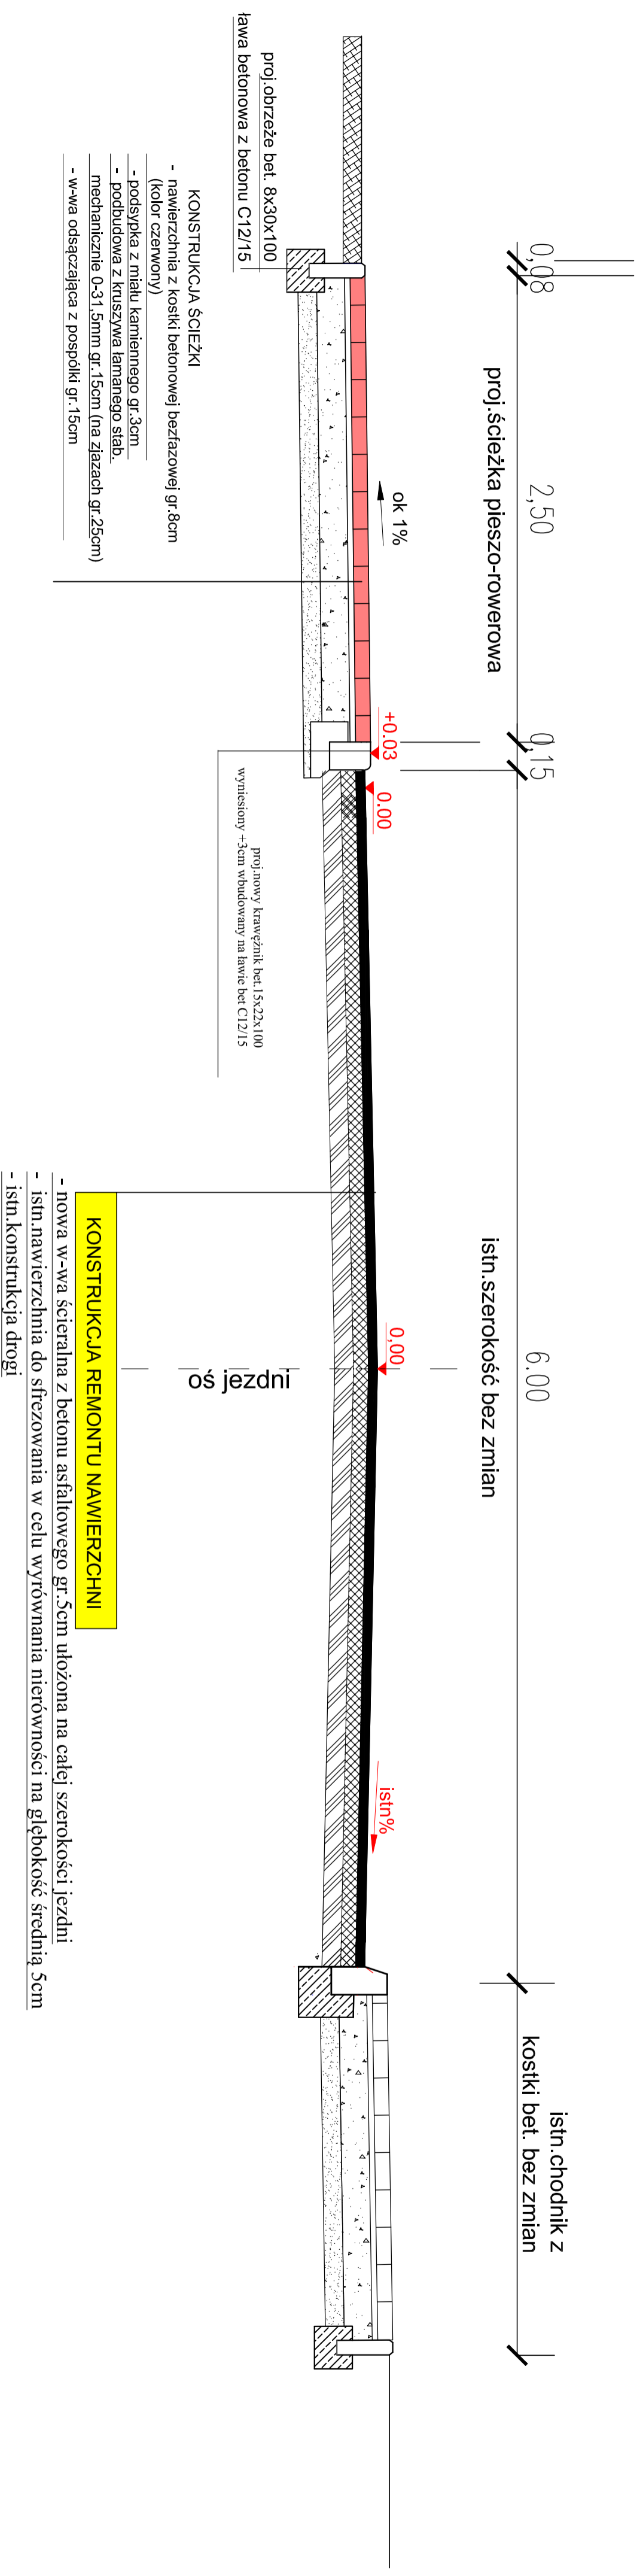 0,08
2,50
0,15
6.00
istn.chodnik z
kostki bet. bez zmian
proj.ścieżka pieszo-rowerowa
istn.szerokość bez zmian
ok 1%
+0.03
0.00
0,00
istn%
proj.obrzeże bet. 8x30x100
ława betonowa z betonu C12/15
KONSTRUKCJA ŚCIEŻKI
- nawierzchnia z kostki betonowej bezfazowej gr.8cm
(kolor czerwony)
- podsypka z miału kamiennego gr.3cm
- podbudowa z kruszywa łamanego stab.
mechanicznie 0-31,5mm gr.15cm (na zjazach gr.25cm)
- w-wa odsączająca z pospółki gr.15cm
proj.nowy krawężnik bet.15x22x100
wyniesiony +3cm wbudowany na ławie bet C12/15
oś jezdni
KONSTRUKCJA REMONTU NAWIERZCHNI
- nowa w-wa ścieralna z betonu asfaltowego gr.5cm ułożona na całej szerokości jezdni
- istn.nawierzchnia do sfrezowania w celu wyrównania nierówności na głębokość średnią 5cm
- istn.konstrukcja drogi